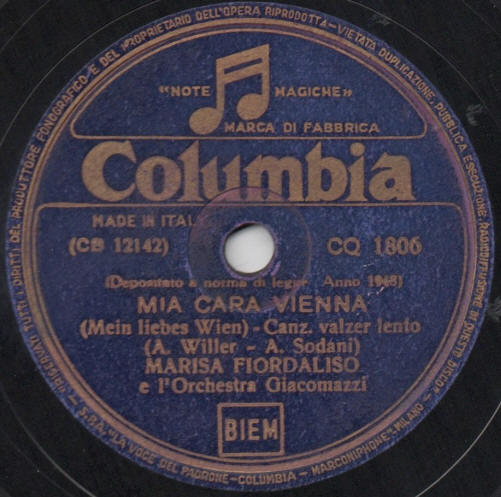 "NOTE MAGICHE"
MARCA DI FABBRICA
Columbia
MADE IN ITALY
(CB 12142)
CQ 1806
(Depositato a norma di legge. Anno 1948)
MIA CARA VIENNA
(Mein liebes Wien) - Canz. valzer lento
(A. Willer - A. Sodani)
MARISA FIORDALISO
e l'Orchestra Giacomazzi
BIEM
RISERVATI TUTTI I DIRITTI DEL PRODUTTORE FONOGRAFICO E DEL PROPRIETARIO DELL'OPERA RIPRODOTTA - VIETATA DUPLICAZIONE, PUBBLICA ESECUZIONE, RADIODIFFUSIONE DI QUESTO DISCO
S.P.A. "LA VOCE DEL PADRONE - COLUMBIA - MARCONIPHONE" - MILANO